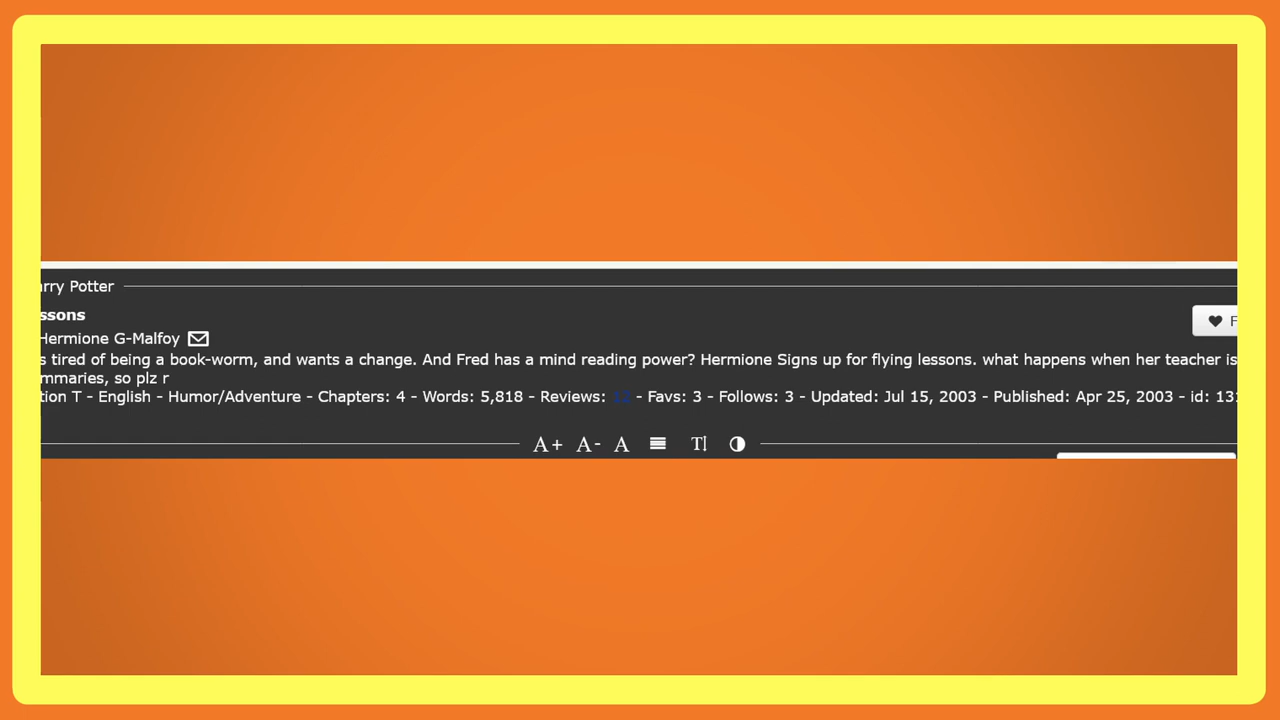 rry Potter
ssons
F
Hermione G-Malfoy
s tired of being a book-worm, and wants a change. And Fred has a mind reading power? Hermione Signs up for flying lessons. what happens when her teacher is
mmaries, so plz r
tion T - English - Humor/Adventure - Chapters: 4 - Words: 5,818 - Reviews: 12 - Favs: 3 - Follows: 3 - Updated: Jul 15, 2003 - Published: Apr 25, 2003 - id: 13
A+ A- A T